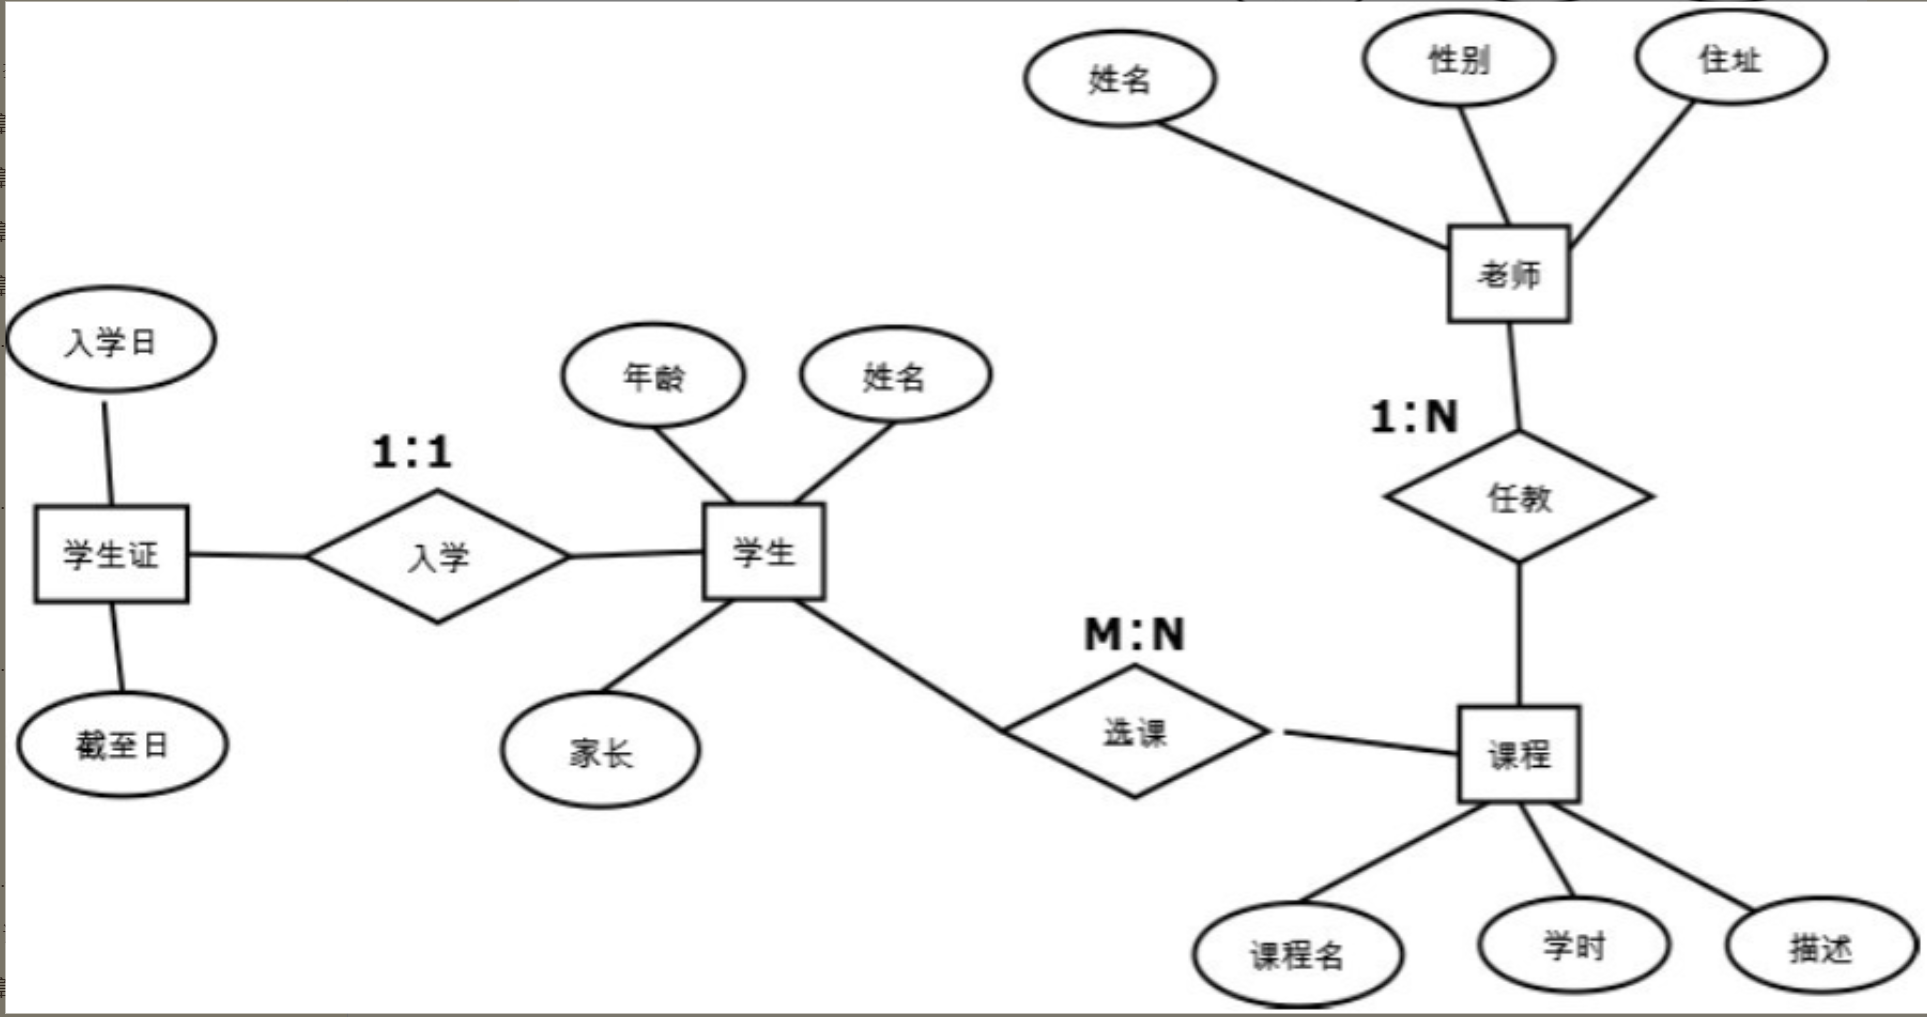 姓名
性别
住址
老师
入学日
年龄
姓名
1:N
1:1
任教
学生证
入学
学生
M:N
选课
截至日
家长
课程
课程名
学时
描述